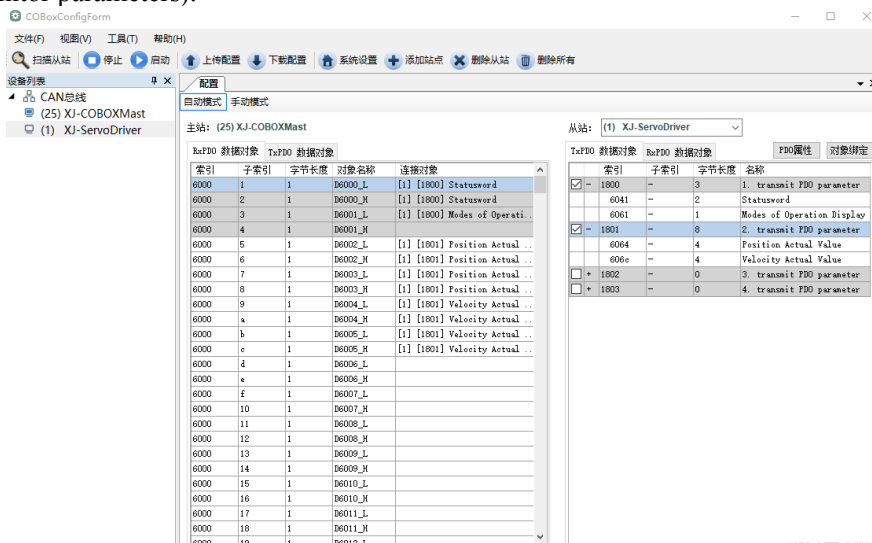 nitor parameters).
COBoxConfigForm
文件(F) 视图(V) 工具(T) 帮助(H)
扫描从站 停止 启动 上传配置 下载配置 系统设置 添加站点 删除从站 删除所有
设备列表
CAN总线
(25) XJ-COBOXMast
(1) XJ-ServoDriver
配置
自动模式 手动模式
主站: (25) XJ-COBOXMast
RxPDO 数据对象 TxPDO 数据对象
索引 子索引 字节长度 对象名称 连接对象
6000 1 1 D6000_L [1] [1800] Statusword
6000 2 1 D6000_H [1] [1800] Statusword
6000 3 1 D6001_L [1] [1800] Modes of Operati..
6000 4 1 D6001_H
6000 5 1 D6002_L [1] [1801] Position Actual ..
6000 6 1 D6002_H [1] [1801] Position Actual ..
6000 7 1 D6003_L [1] [1801] Position Actual ..
6000 8 1 D6003_H [1] [1801] Position Actual ..
6000 9 1 D6004_L [1] [1801] Velocity Actual ..
6000 a 1 D6004_H [1] [1801] Velocity Actual ..
6000 b 1 D6005_L [1] [1801] Velocity Actual ..
6000 c 1 D6005_H [1] [1801] Velocity Actual ..
6000 d 1 D6006_L
6000 e 1 D6006_H
6000 f 1 D6007_L
6000 10 1 D6007_H
6000 11 1 D6008_L
6000 12 1 D6008_H
6000 13 1 D6009_L
6000 14 1 D6009_H
6000 15 1 D6010_L
6000 16 1 D6010_H
6000 17 1 D6011_L
6000 18 1 D6011_H
6000 19 1 D6012_L
从站: (1) XJ-ServoDriver
TxPDO 数据对象 RxPDO 数据对象 PDO属性 对象绑定
索引 子索引 字节长度 名称
- 1800 - 3 1. transmit PDO parameter
6041 - 2 Statusword
6061 - 1 Modes of Operation Display
- 1801 - 8 2. transmit PDO parameter
6064 - 4 Position Actual Value
606c - 4 Velocity Actual Value
+ 1802 - 0 3. transmit PDO parameter
+ 1803 - 0 4. transmit PDO parameter